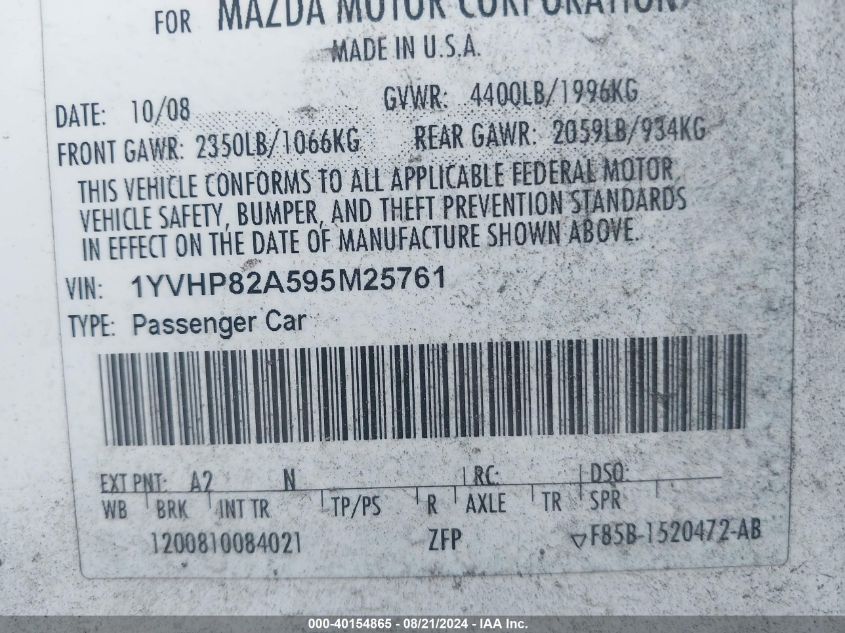 FOR MAZDA MOTOR CORPORATION
MADE IN U.S.A.
DATE: 10/08 GVWR: 4400LB/1996KG
FRONT GAWR: 2350LB/1066KG REAR GAWR: 2059LB/934KG
THIS VEHICLE CONFORMS TO ALL APPLICABLE FEDERAL MOTOR
VEHICLE SAFETY, BUMPER, AND THEFT PREVENTION STANDARDS
IN EFFECT ON THE DATE OF MANUFACTURE SHOWN ABOVE.
VIN: 1YVHP82A595M25761
TYPE: Passenger Car
EXT PNT: A2 N RC: DSO:
WB BRK INT TR TP/PS R AXLE TR SPR
1200810084021 ZFP ▽F85B-1520472-AB
000-40154865 - 08/21/2024 - IAA Inc.